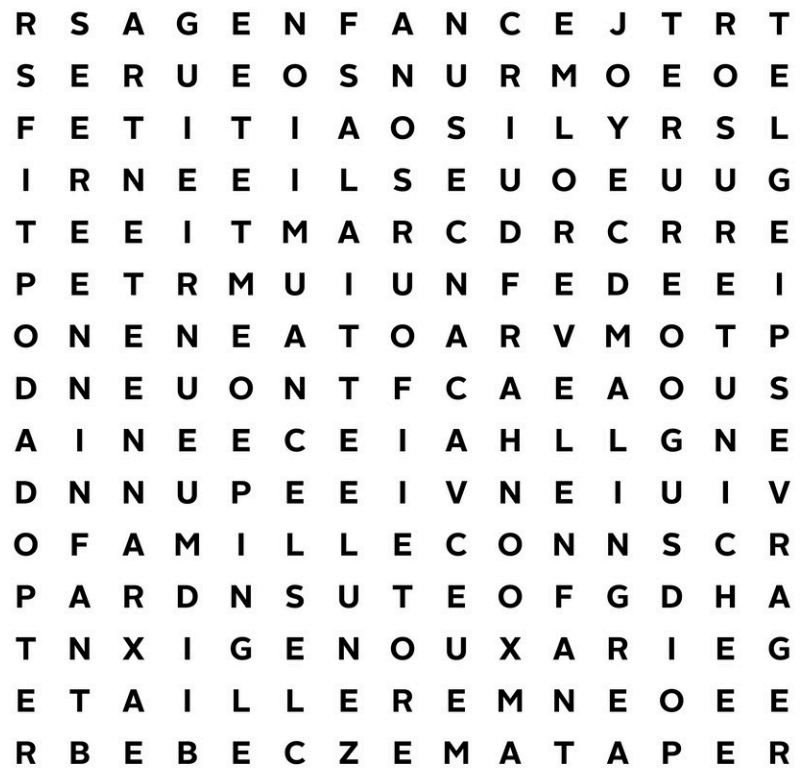 R S A G E N F A N C E J T R T
S E R U E O S N U R M O E O E
F E T I T I A O S I L Y R S L
I R N E E I L S E U O E U U G
T E E I T M A R C D R C R R E
P E T R M U I U N F E D E E I
O N E N E A T O A R V M O T P
D N E U O N T F C A E A O U S
A I N E E C E I A H L L G N E
D N N U P E E I V N E I U I V
O F A M I L L E C O N N S C R
P A R D N S U T E O F G D H A
T N X I G E N O U X A R I E G
E T A I L L E R E M N E O E E
R B E B E C Z E M A T A P E R